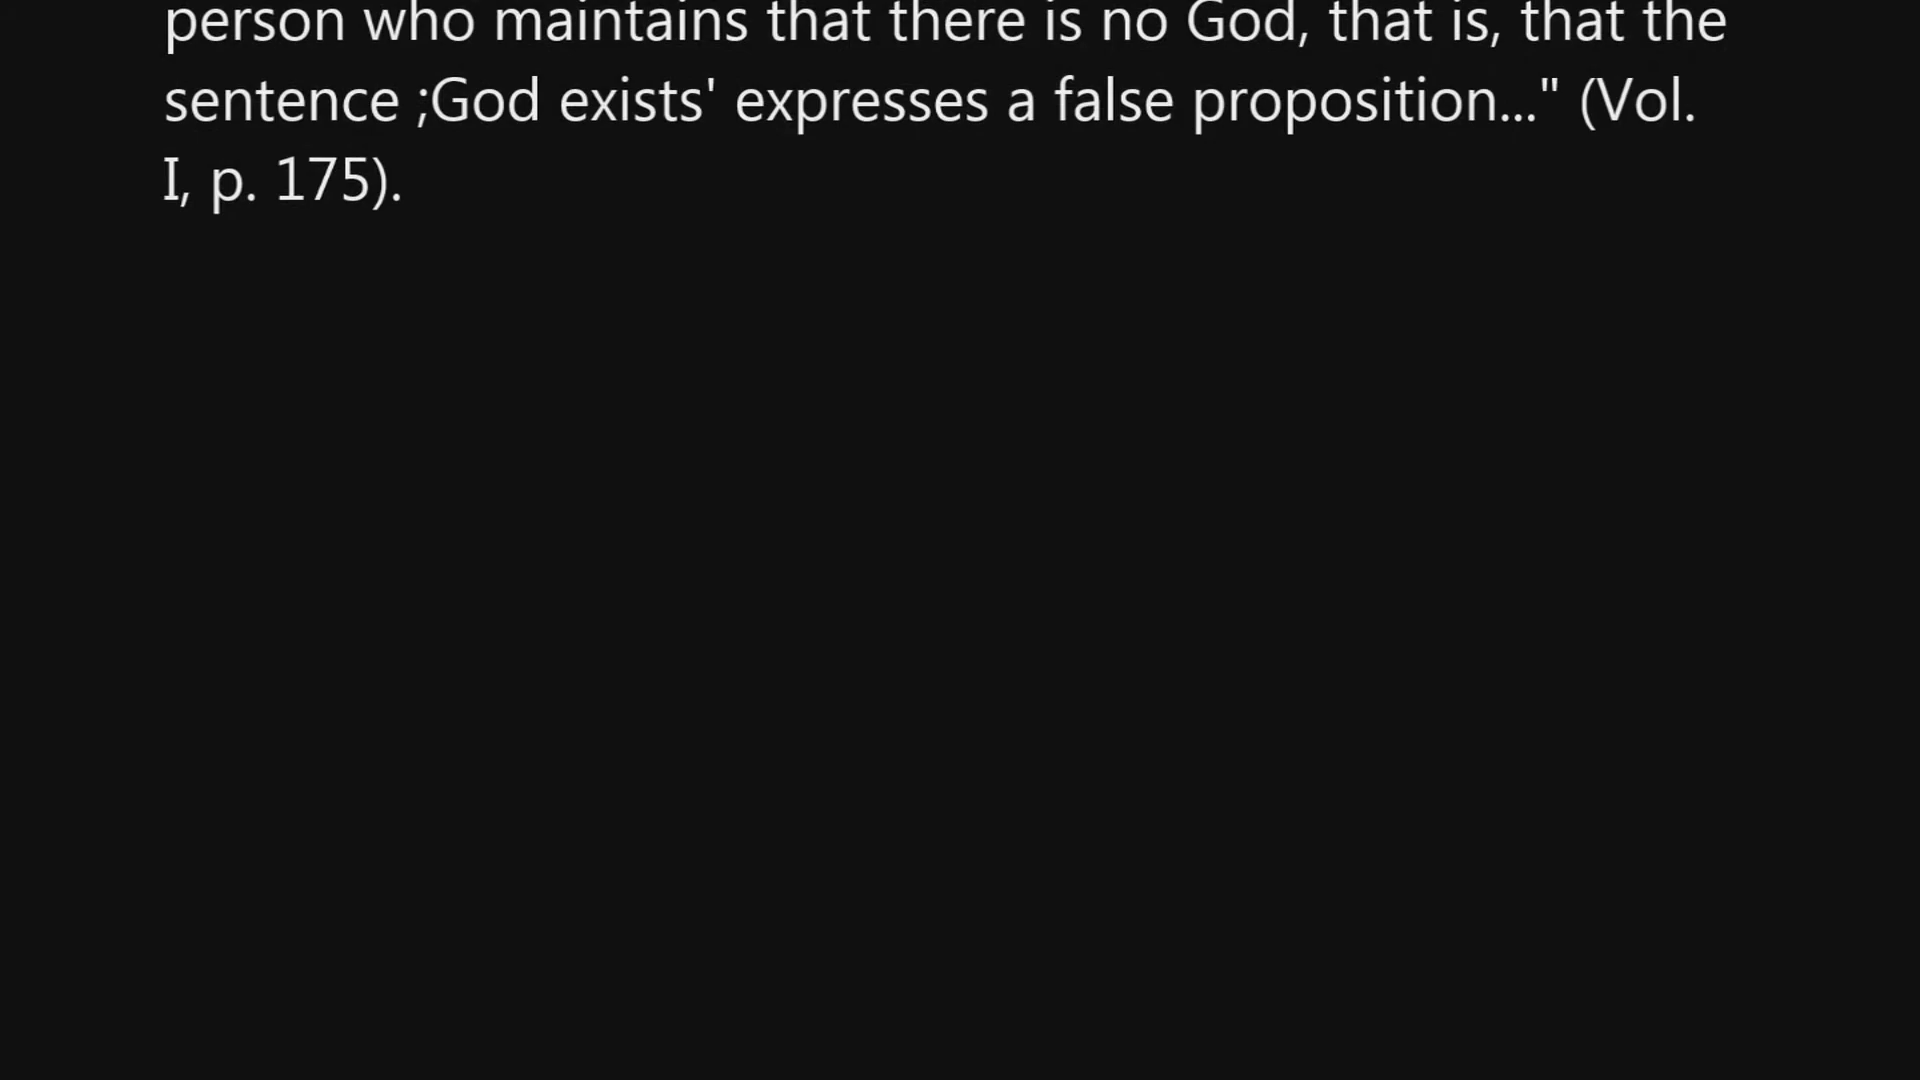 person who maintains that there is no God, that is, that the
sentence ;God exists' expresses a false proposition..." (Vol.
I, p. 175).